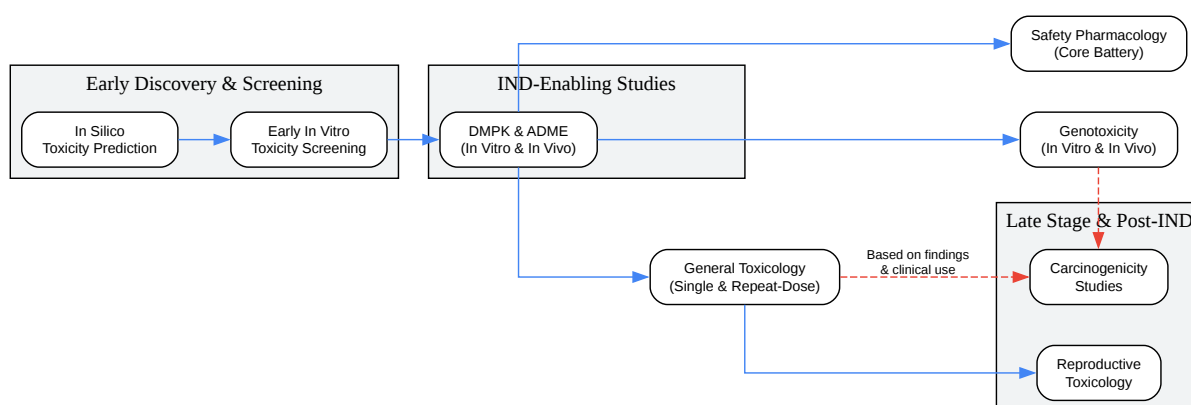 Safety Pharmacology
(Core Battery)
Early Discovery & Screening
IND-Enabling Studies
In Silico
Toxicity Prediction
Early In Vitro
Toxicity Screening
DMPK & ADME
(In Vitro & In Vivo)
Genotoxicity
(In Vitro & In Vivo)
Late Stage & Post-IND
General Toxicology
(Single & Repeat-Dose)
Based on findings
& clinical use
Carcinogenicity
Studies
Reproductive
Toxicology